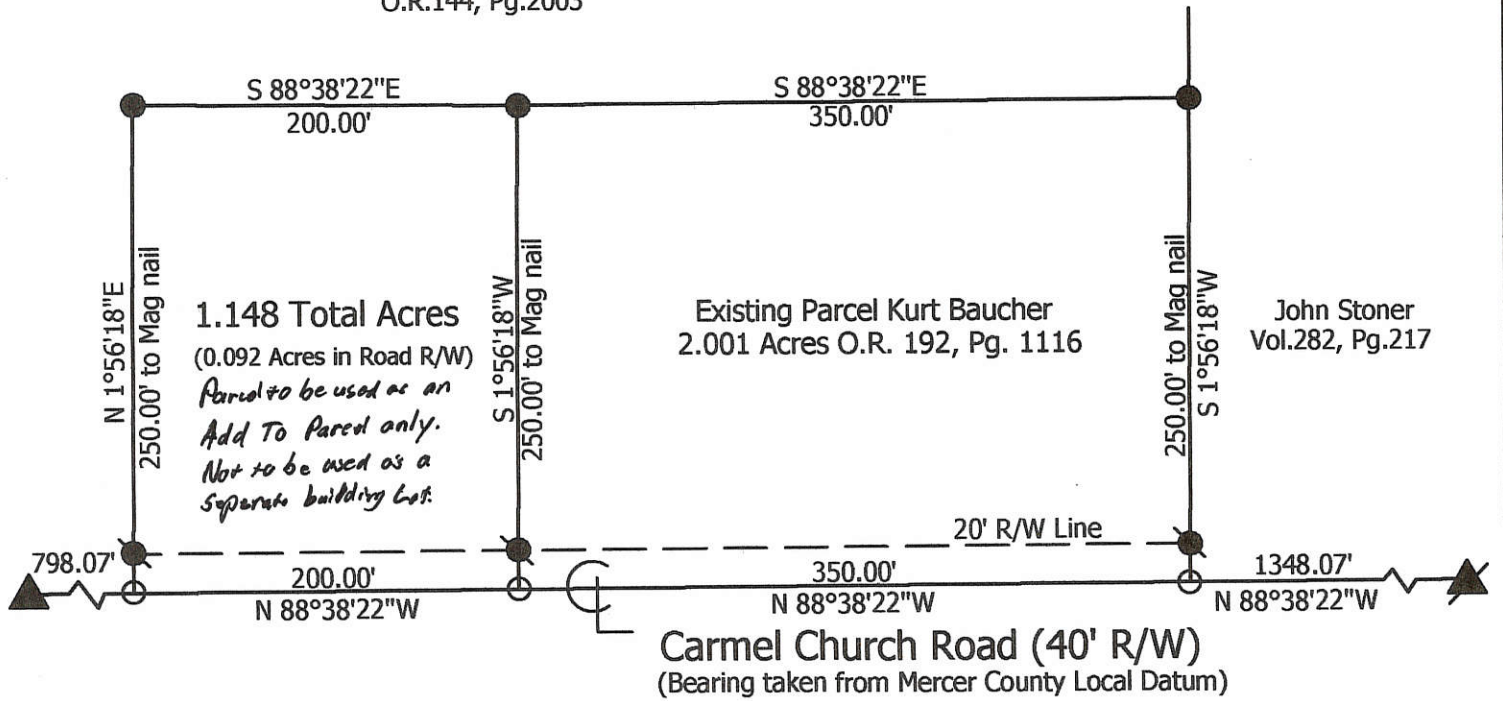 O.R.144, Pg.2005
S 88°38'22"E
200.00'
S 88°38'22"E
350.00'
N 1°56'18"E
250.00' to Mag nail
1.148 Total Acres
(0.092 Acres in Road R/W)
Parcel to be used as an
Add To Parcel only.
Not to be used as a
separate building Lot.
S 1°56'18"W
250.00' to Mag nail
Existing Parcel Kurt Baucher
2.001 Acres O.R. 192, Pg. 1116
250.00' to Mag nail
S 1°56'18"W
John Stoner
Vol.282, Pg.217
20' R/W Line
798.07'
200.00'
N 88°38'22"W
350.00'
N 88°38'22"W
1348.07'
N 88°38'22"W
Carmel Church Road (40' R/W)
(Bearing taken from Mercer County Local Datum)